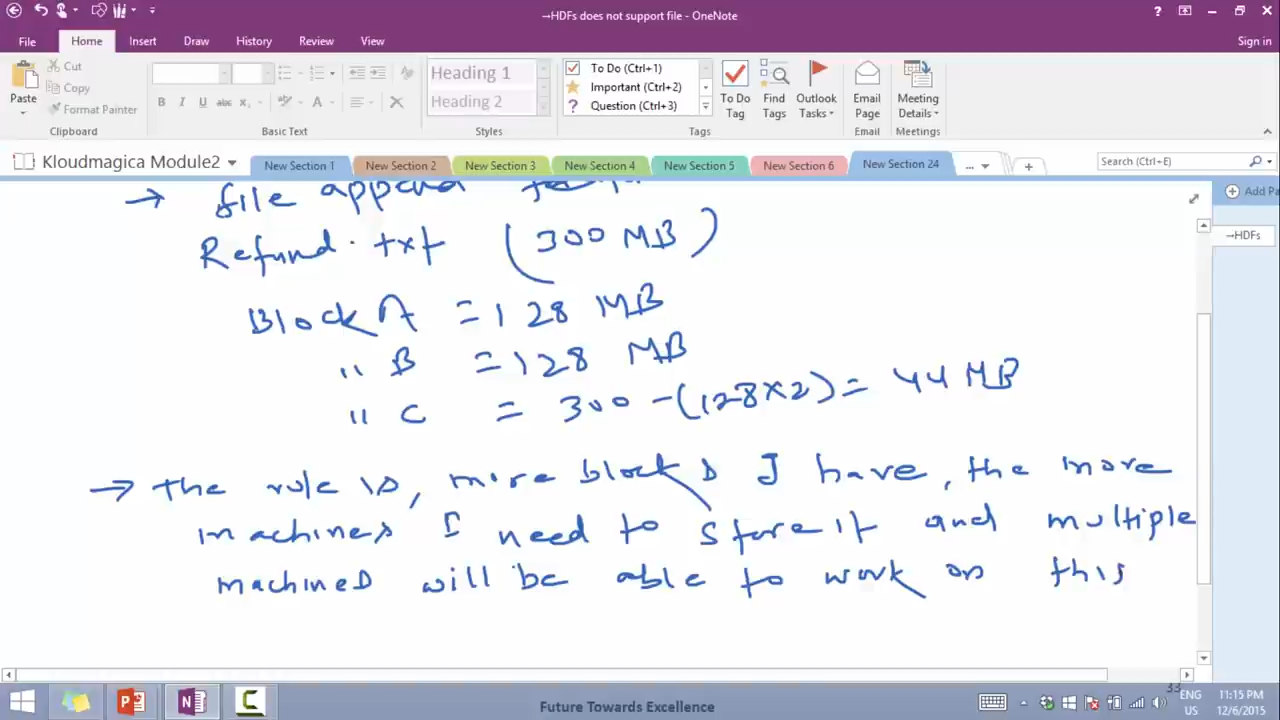 →HDFs does not support file - OneNote
Sign in
File Home Insert Draw History Review View
Paste
Cut
Copy
Format Painter
Clipboard
B I U abc
Basic Text
Heading 1
Heading 2
Styles
To Do (Ctrl+1)
Important (Ctrl+2)
Question (Ctrl+3)
To Do Tag
Find Tags
Outlook Tasks
Tags
Email Page
Email
Meeting Details
Meetings
Kloudmagica Module2
New Section 1 New Section 2 New Section 3 New Section 4 New Section 5 New Section 6 New Section 24 ...
Search (Ctrl+E)
Add Pa
→HDFs
→ file append
Refund.txt (300 MB)
Block A = 128 MB
" B = 128 MB
" C = 300 - (128x2) = 44 MB
→ The rule is, more blocks I have, the more
machines I need to store it and multiple
machined will be able to work on this
33
ENG
US
11:15 PM
12/6/2015
Future Towards Excellence